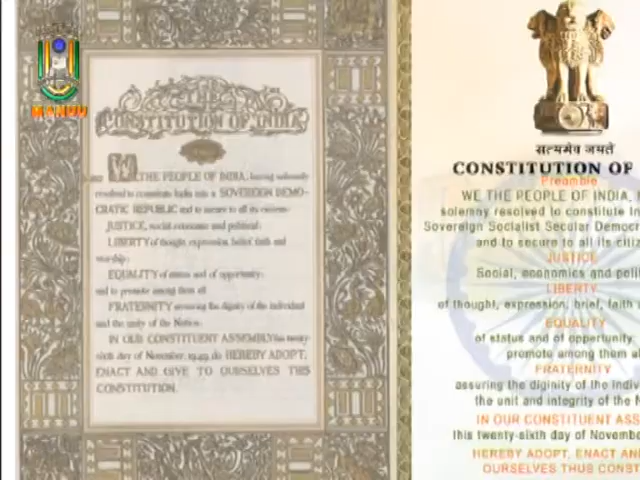 MANUU
THE
CONSTITUTION OF INDIA
WE, THE PEOPLE OF INDIA, having solemnly
resolved to constitute India into a SOVEREIGN DEMO-
CRATIC REPUBLIC and to secure to all its citizens:
JUSTICE, social, economic and political;
LIBERTY of thought, expression, belief, faith and
worship;
EQUALITY of status and of opportunity;
and to promote among them all
FRATERNITY assuring the dignity of the individual
and the unity of the Nation;
IN OUR CONSTITUENT ASSEMBLY this twenty-
sixth day of November, 1949, do HEREBY ADOPT,
ENACT AND GIVE TO OURSELVES THIS
CONSTITUTION.
सत्यमेव जयते
CONSTITUTION OF
Preamble
WE THE PEOPLE OF INDIA,
solemny resolved to constitute
Sovereign Socialist Secular Democ
and to secure to all its citiz
JUSTICE
Social, economics and poli
LIBERTY
of thought, expression, brief, faith
EQUALITY
of status and of opportunity,
promote among them al
FRATERNITY
assuring the diginity of the Indiv
the unit and integrity of the N
IN OUR CONSTITUENT ASS
this twenty-sixth day of Novembe
HEREBY ADOPT, ENACT AN
OURSELVES THUS CONST